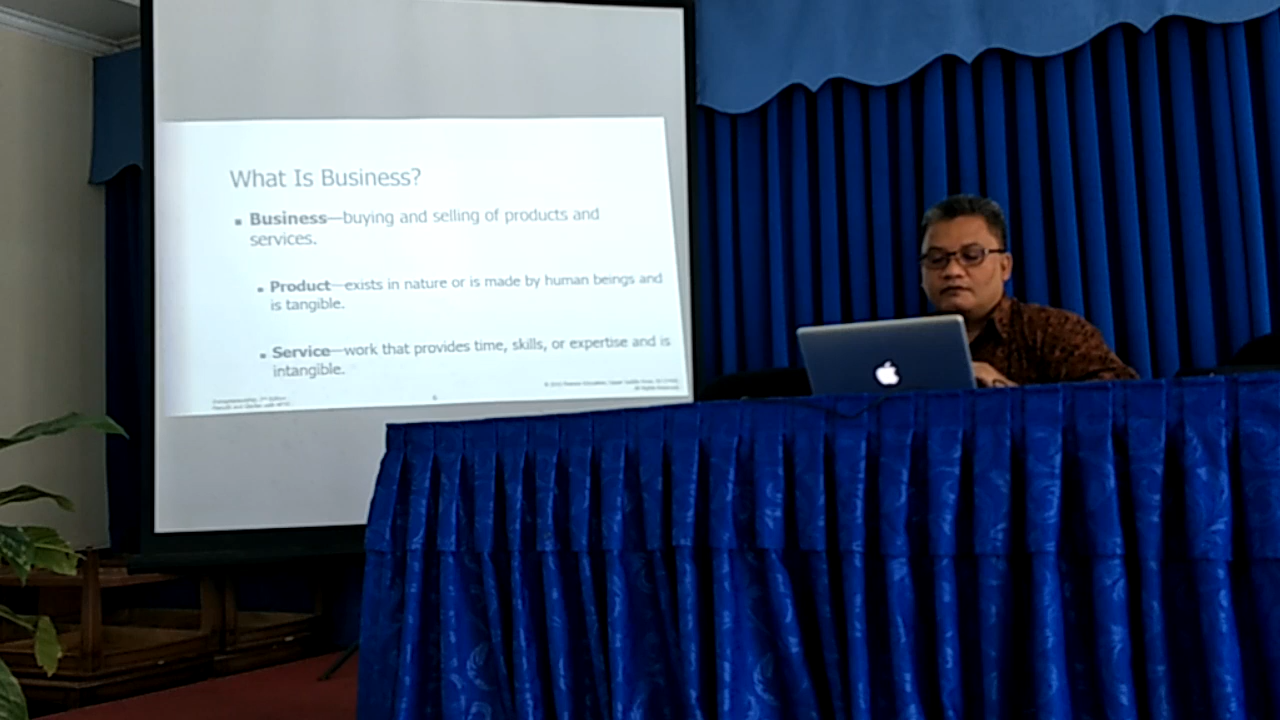 What Is Business?
▪ Business—buying and selling of products and
services.
▪ Product—exists in nature or is made by human beings and
is tangible.
▪ Service—work that provides time, skills, or expertise and is
intangible.
6